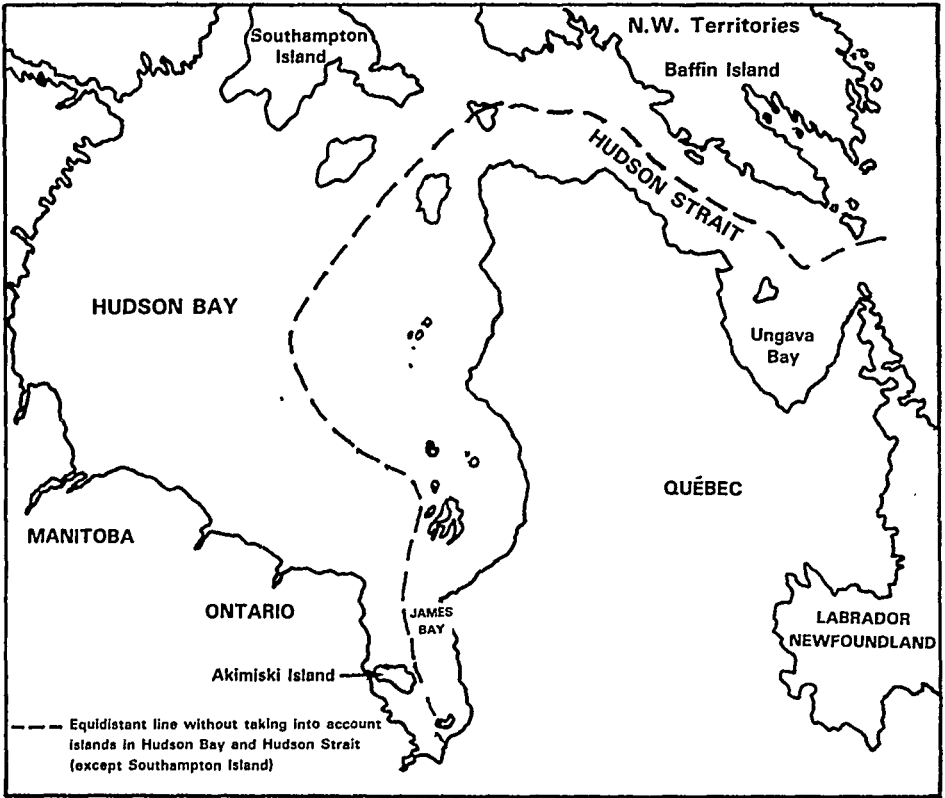 Southampton
Island
N.W. Territories
Baffin Island
HUDSON STRAIT
HUDSON BAY
Ungava
Bay
QUÉBEC
MANITOBA
ONTARIO
JAMES
BAY
LABRADOR
NEWFOUNDLAND
Akimiski Island
Equidistant line without taking into account
islands in Hudson Bay and Hudson Strait
(except Southampton Island)